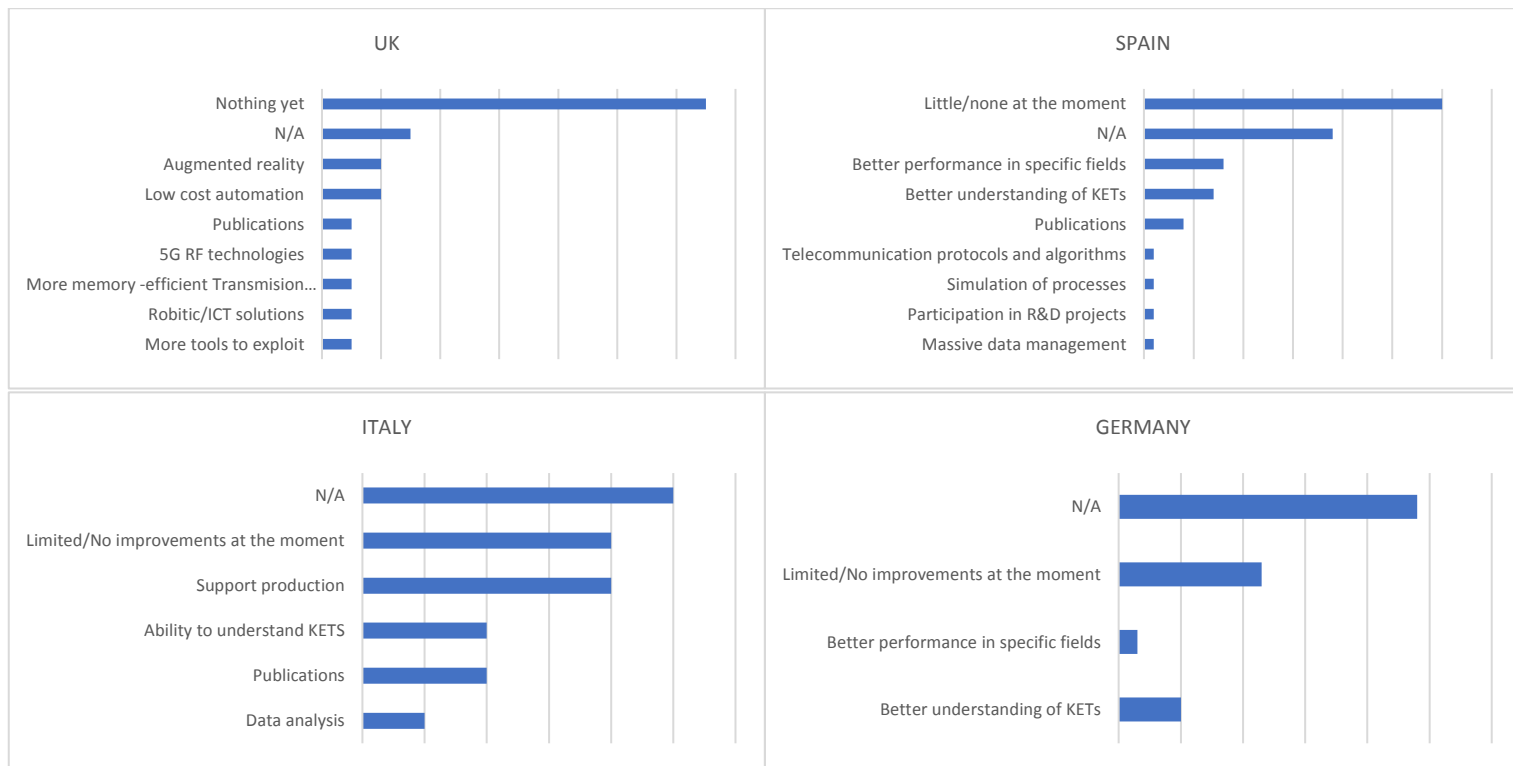 UK
Nothing yet
N/A
Augmented reality
Low cost automation
Publications
5G RF technologies
More memory -efficient Transmision…
Robitic/ICT solutions
More tools to exploit
SPAIN
Little/none at the moment
N/A
Better performance in specific fields
Better understanding of KETs
Publications
Telecommunication protocols and algorithms
Simulation of processes
Participation in R&D projects
Massive data management
ITALY
N/A
Limited/No improvements at the moment
Support production
Ability to understand KETS
Publications
Data analysis
GERMANY
N/A
Limited/No improvements at the moment
Better performance in specific fields
Better understanding of KETs